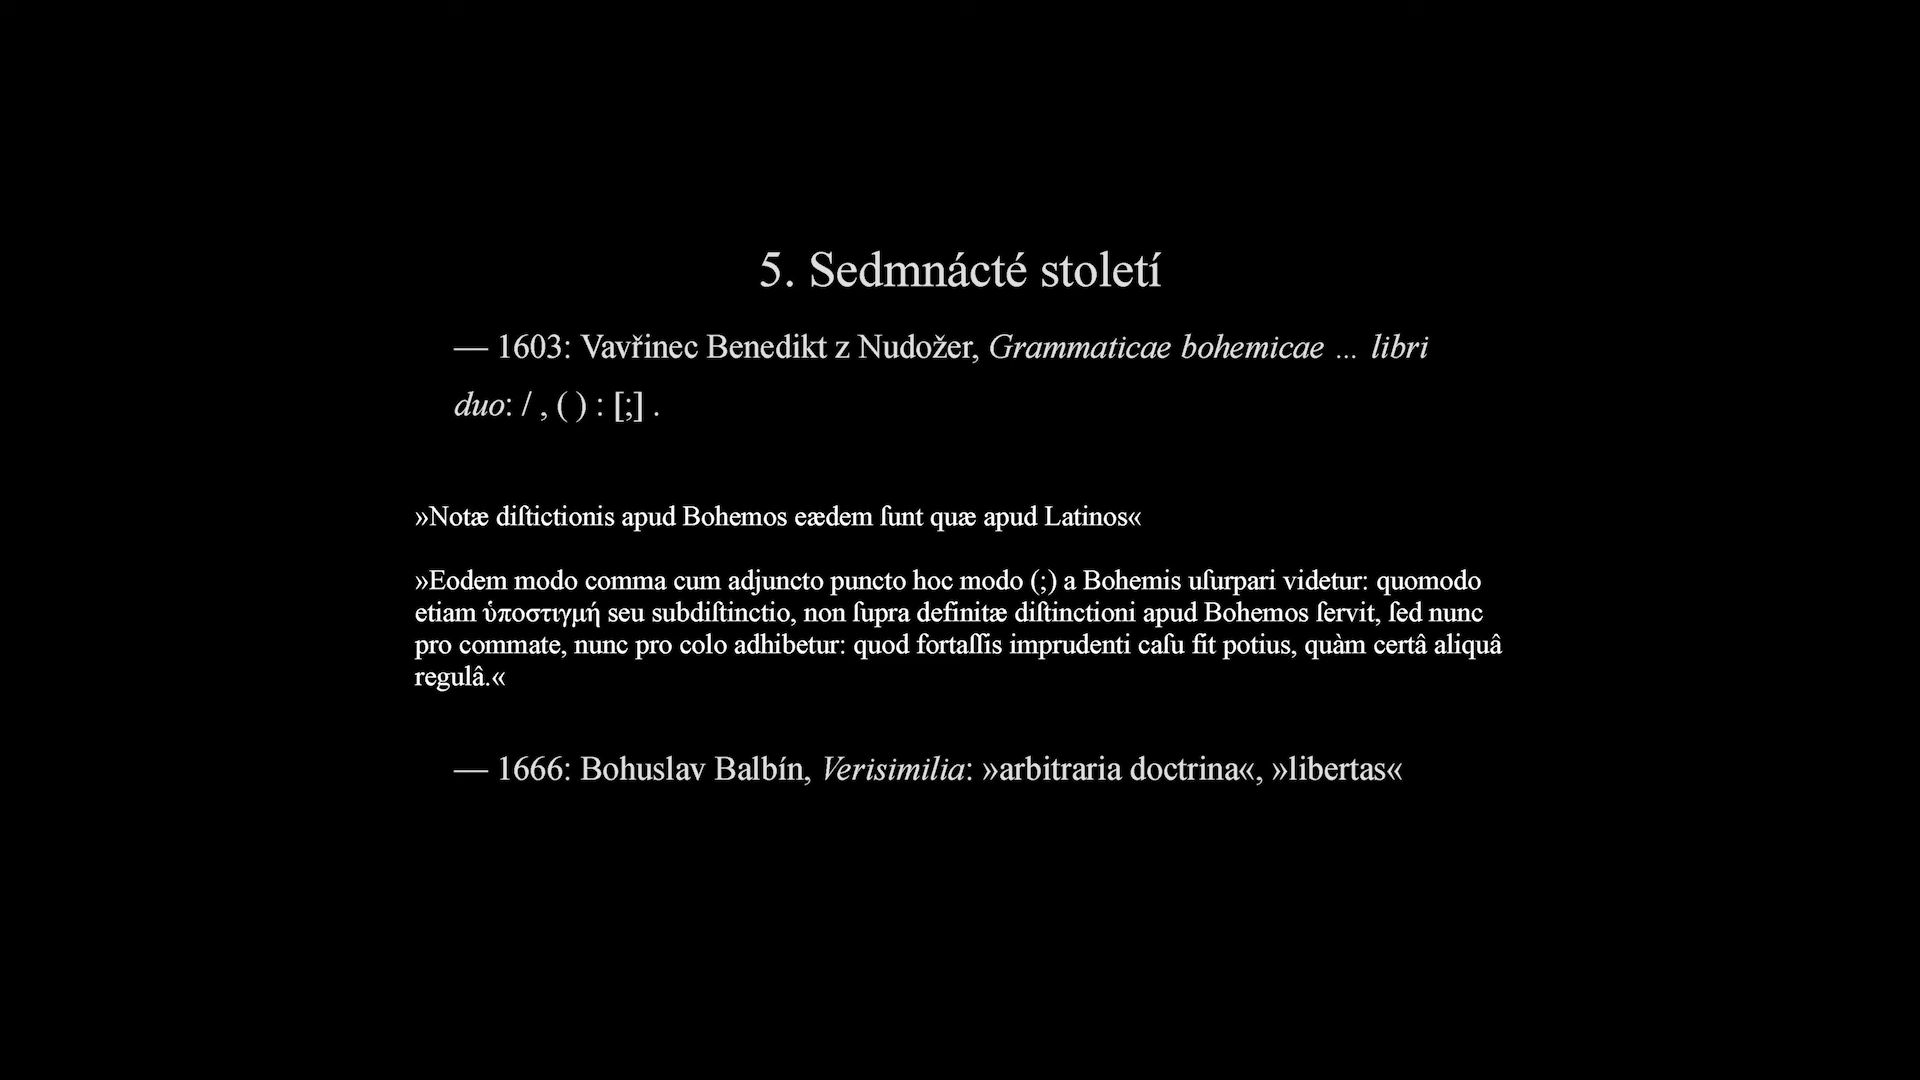 5. Sedmnácté století
— 1603: Vavřinec Benedikt z Nudožer, Grammaticae bohemicae ... libri
duo: / , ( ) : [;] .
»Notæ diſtictionis apud Bohemos eædem ſunt quæ apud Latinos«
»Eodem modo comma cum adjuncto puncto hoc modo (;) a Bohemis uſurpari videtur: quomodo
etiam ὑποστιγμή seu subdiſtinctio, non ſupra definitæ diſtinctioni apud Bohemos ſervit, ſed nunc
pro commate, nunc pro colo adhibetur: quod fortaſſis imprudenti caſu fit potius, quàm certâ aliquâ
regulâ.«
— 1666: Bohuslav Balbín, Verisimilia: »arbitraria doctrina«, »libertas«